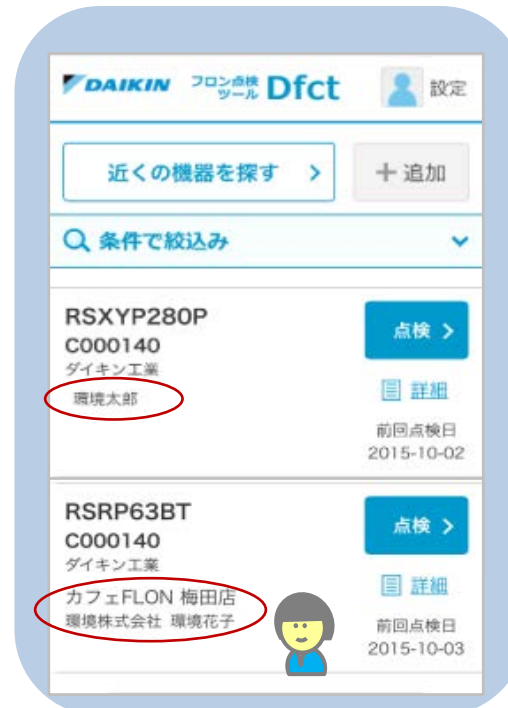 DAIKIN フロン点検ツール Dfct 設定
近くの機器を探す > ＋追加
条件で絞込み
RSXYP280P
C000140
ダイキン工業
環境太郎
点検 >
詳細
前回点検日
2015-10-02
RSRP63BT
C000140
ダイキン工業
カフェFLON 梅田店
環境株式会社 環境花子
点検 >
詳細
前回点検日
2015-10-03